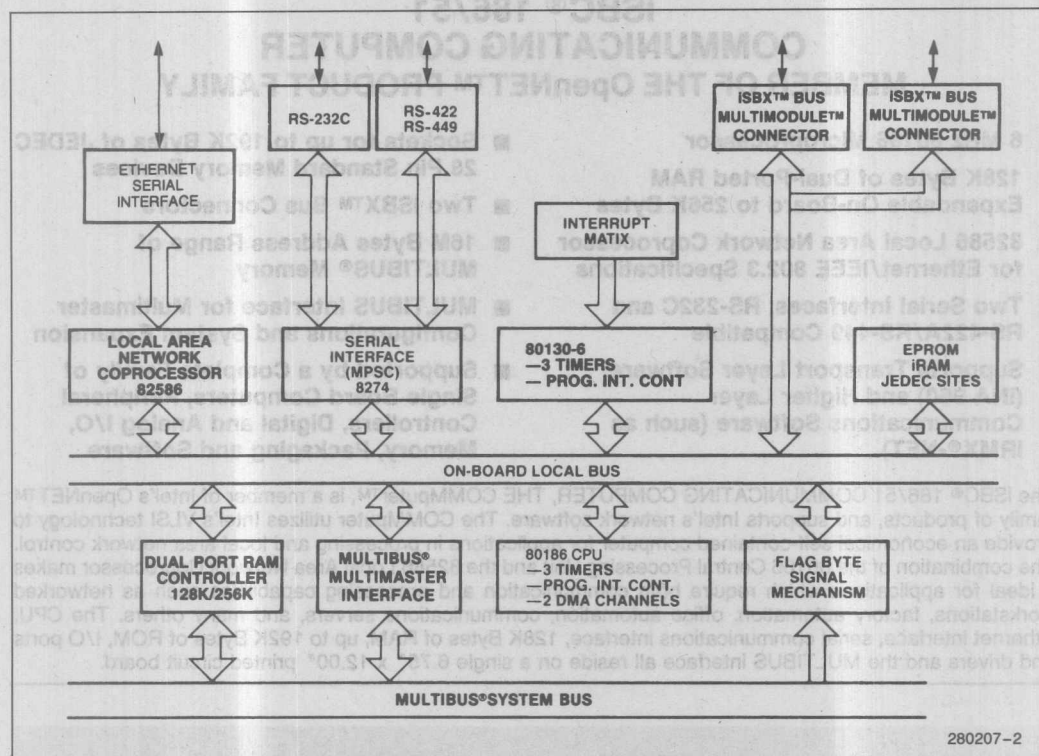 ISBX™ BUS
MULTIMODULE™
CONNECTOR
ISBX™ BUS
MULTIMODULE™
CONNECTOR
RS-232C
RS-422
RS-449
ETHERNET
SERIAL
INTERFACE
INTERRUPT
MATIX
LOCAL AREA
NETWORK
COPROCESSOR
82586
SERIAL
INTERFACE
(MPSC)
8274
80130-6
—3 TIMERS
— PROG. INT. CONT
EPROM
iRAM
JEDEC SITES
ON-BOARD LOCAL BUS
DUAL PORT RAM
CONTROLLER
128K/256K
MULTIBUS®
MULTIMASTER
INTERFACE
80186 CPU
—3 TIMERS
—PROG. INT. CONT.
—2 DMA CHANNELS
FLAG BYTE
SIGNAL
MECHANISM
MULTIBUS®SYSTEM BUS
280207–2